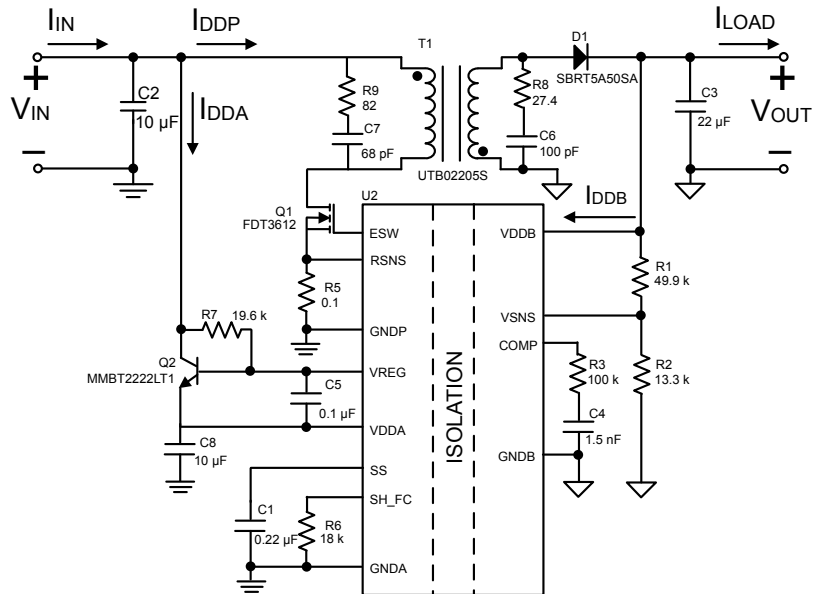 IIN
IDDP
T1
D1
SBRT5A50SA
ILOAD
+
VIN
–
C2
10 µF
IDDA
R9
82
C7
68 pF
R8
27.4
C6
100 pF
UTB02205S
C3
22 µF
+
VOUT
–
Q1
FDT3612
U2
IDDB
ESW
RSNS
R5
0.1
GNDP
VDDB
R1
49.9 k
VSNS
COMP
R7
19.6 k
Q2
MMBT2222LT1
VREG
C5
0.1 µF
VDDA
C8
10 µF
ISOLATION
R3
100 k
C4
1.5 nF
R2
13.3 k
GNDB
SS
SH_FC
C1
0.22 µF
R6
18 k
GNDA